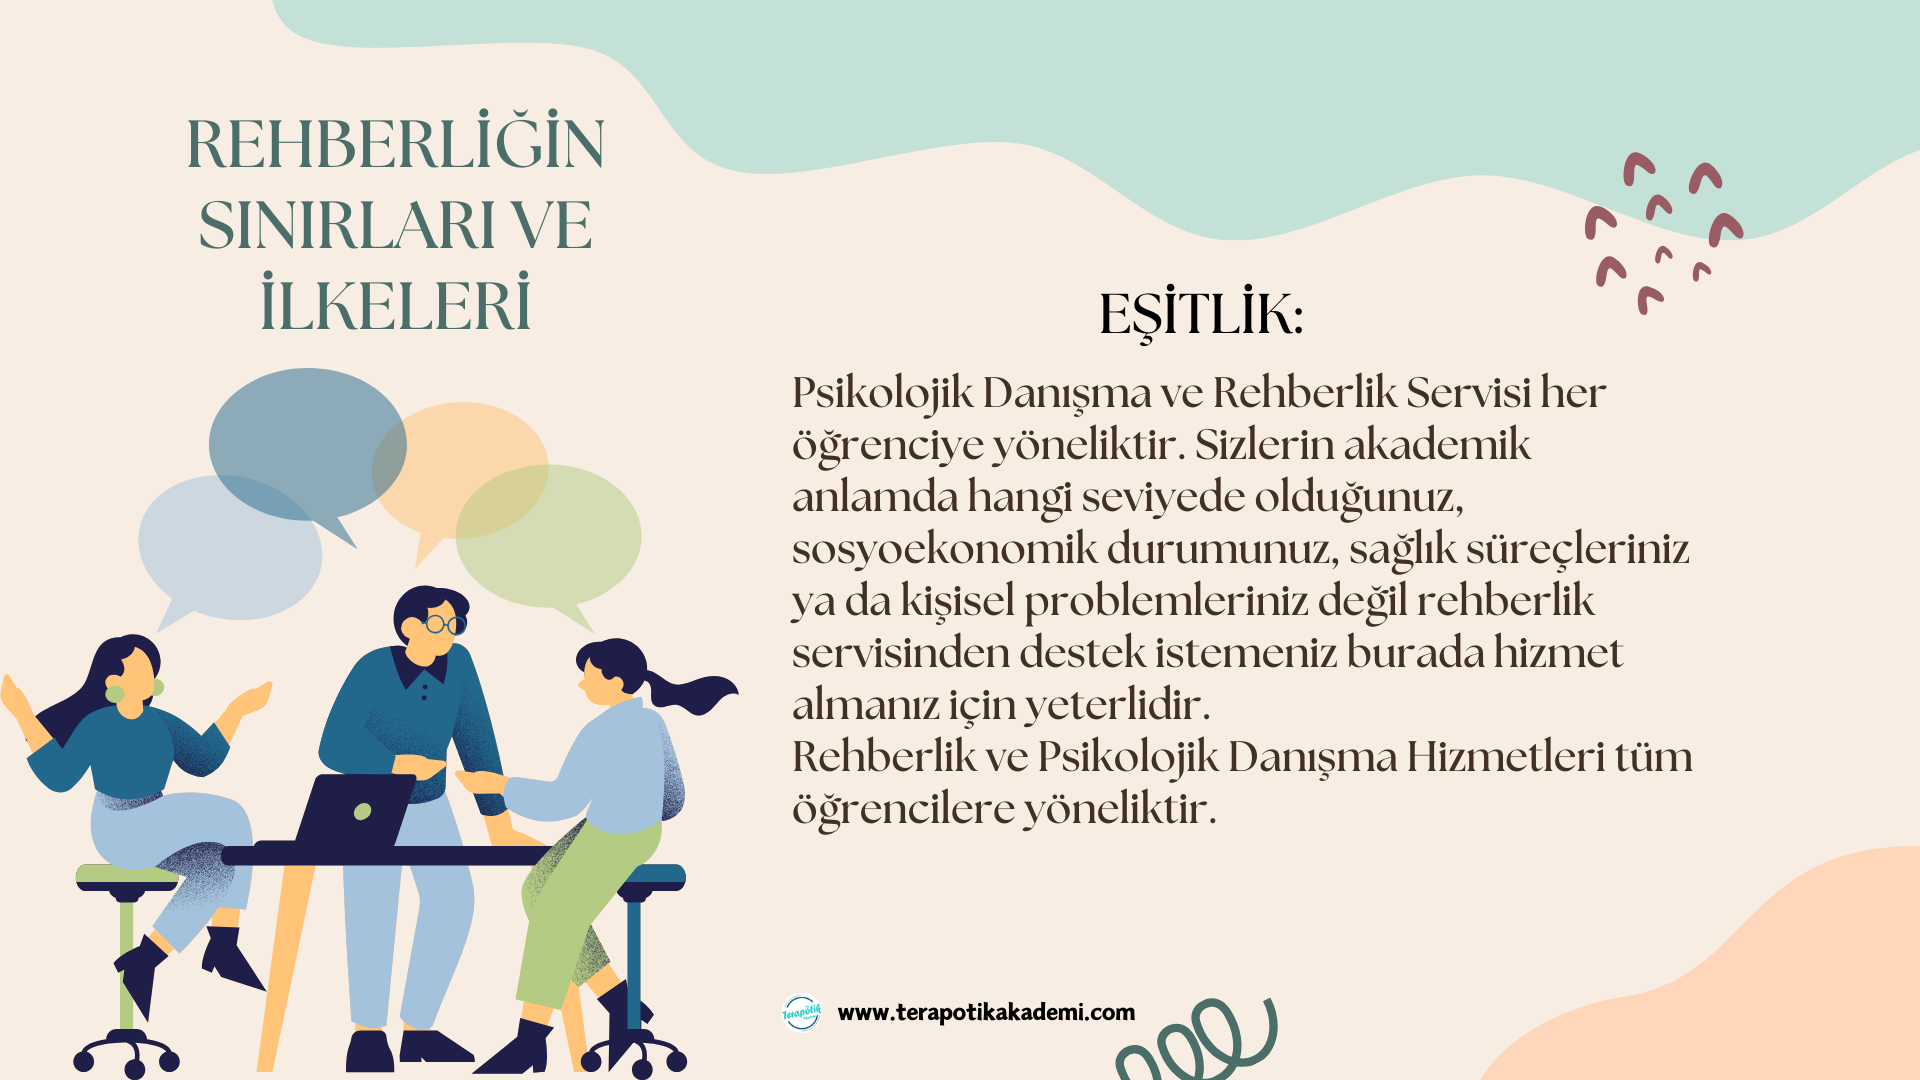 REHBERLİĞİN
SINIRLARI VE
İLKELERİ
EŞİTLİK:
Psikolojik Danışma ve Rehberlik Servisi her
öğrenciye yöneliktir. Sizlerin akademik
anlamda hangi seviyede olduğunuz,
sosyoekonomik durumunuz, sağlık süreçleriniz
ya da kişisel problemleriniz değil rehberlik
servisinden destek istemeniz burada hizmet
almanız için yeterlidir.
Rehberlik ve Psikolojik Danışma Hizmetleri tüm
öğrencilere yöneliktir.
Terapötik
www.terapotikakademi.com